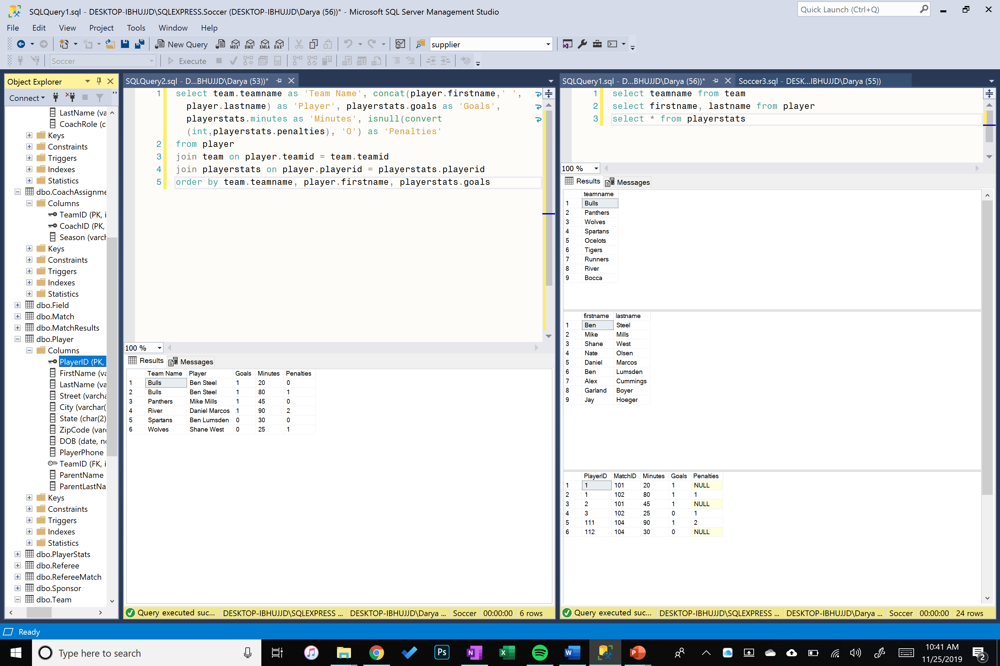 SQLQuery1.sql - DESKTOP-IBHUJJD\SQLEXPRESS.Soccer (DESKTOP-IBHUJJD\Darya (56))* - Microsoft SQL Server Management Studio
Quick Launch (Ctrl+Q)
File Edit View Project Tools Window Help
New Query MDX DMX XMLA DAX supplier
Soccer Execute
Object Explorer
Connect
LastName (va
CoachRole (c
Keys
Constraints
Triggers
Indexes
Statistics
dbo.CoachAssignme
Columns
TeamID (PK, i
CoachID (PK,
Season (varch
Keys
Constraints
Triggers
Indexes
Statistics
dbo.Field
dbo.Match
dbo.MatchResults
dbo.Player
Columns
PlayerID (PK,
FirstName (va
LastName (va
Street (varcha
City (varchar(
State (char(2)
ZipCode (varc
DOB (date, no
PlayerPhone
TeamID (FK, i
ParentName
ParentLastNa
Keys
Constraints
Triggers
Indexes
Statistics
dbo.PlayerStats
dbo.Referee
dbo.RefereeMatch
dbo.Sponsor
dbo.Team
SQLQuery2.sql - D...BHUJJD\Darya (53))*
1 select team.teamname as 'Team Name', concat(player.firstname,' ',
player.lastname) as 'Player', playerstats.goals as 'Goals',
playerstats.minutes as 'Minutes', isnull(convert
(int,playerstats.penalties), '0') as 'Penalties'
2 from player
3 join team on player.teamid = team.teamid
4 join playerstats on player.playerid = playerstats.playerid
5 order by team.teamname, player.firstname, playerstats.goals
100 %
Results Messages
Team Name Player Goals Minutes Penalties
1 Bulls Ben Steel 1 20 0
2 Bulls Ben Steel 1 80 1
3 Panthers Mike Mills 1 45 0
4 River Daniel Marcos 1 90 2
5 Spartans Ben Lumsden 0 30 0
6 Wolves Shane West 0 25 1
Query executed suc... DESKTOP-IBHUJJD\SQLEXPRESS ... DESKTOP-IBHUJJD\Darya ... Soccer 00:00:00 6 rows
SQLQuery1.sql - D...BHUJJD\Darya (56))* Soccer3.sql - DESK...IBHUJJD\Darya (55))
1 select teamname from team
2 select firstname, lastname from player
3 select * from playerstats
100 %
Results Messages
teamname
1 Bulls
2 Panthers
3 Wolves
4 Spartans
5 Ocelots
6 Tigers
7 Runners
8 River
9 Bocca
firstname lastname
1 Ben Steel
2 Mike Mills
3 Shane West
4 Nate Olsen
5 Daniel Marcos
6 Ben Lumsden
7 Alex Cummings
8 Garland Boyer
9 Jay Hoeger
PlayerID MatchID Minutes Goals Penalties
1 1 101 20 1 NULL
2 1 102 80 1 1
3 2 101 45 1 NULL
4 3 102 25 0 1
5 111 104 90 1 2
6 112 104 30 0 NULL
Query executed suc... DESKTOP-IBHUJJD\SQLEXPRESS ... DESKTOP-IBHUJJD\Darya ... Soccer 00:00:00 24 rows
Ready
Type here to search
Ps N X W P
10:41 AM
11/25/2019
2